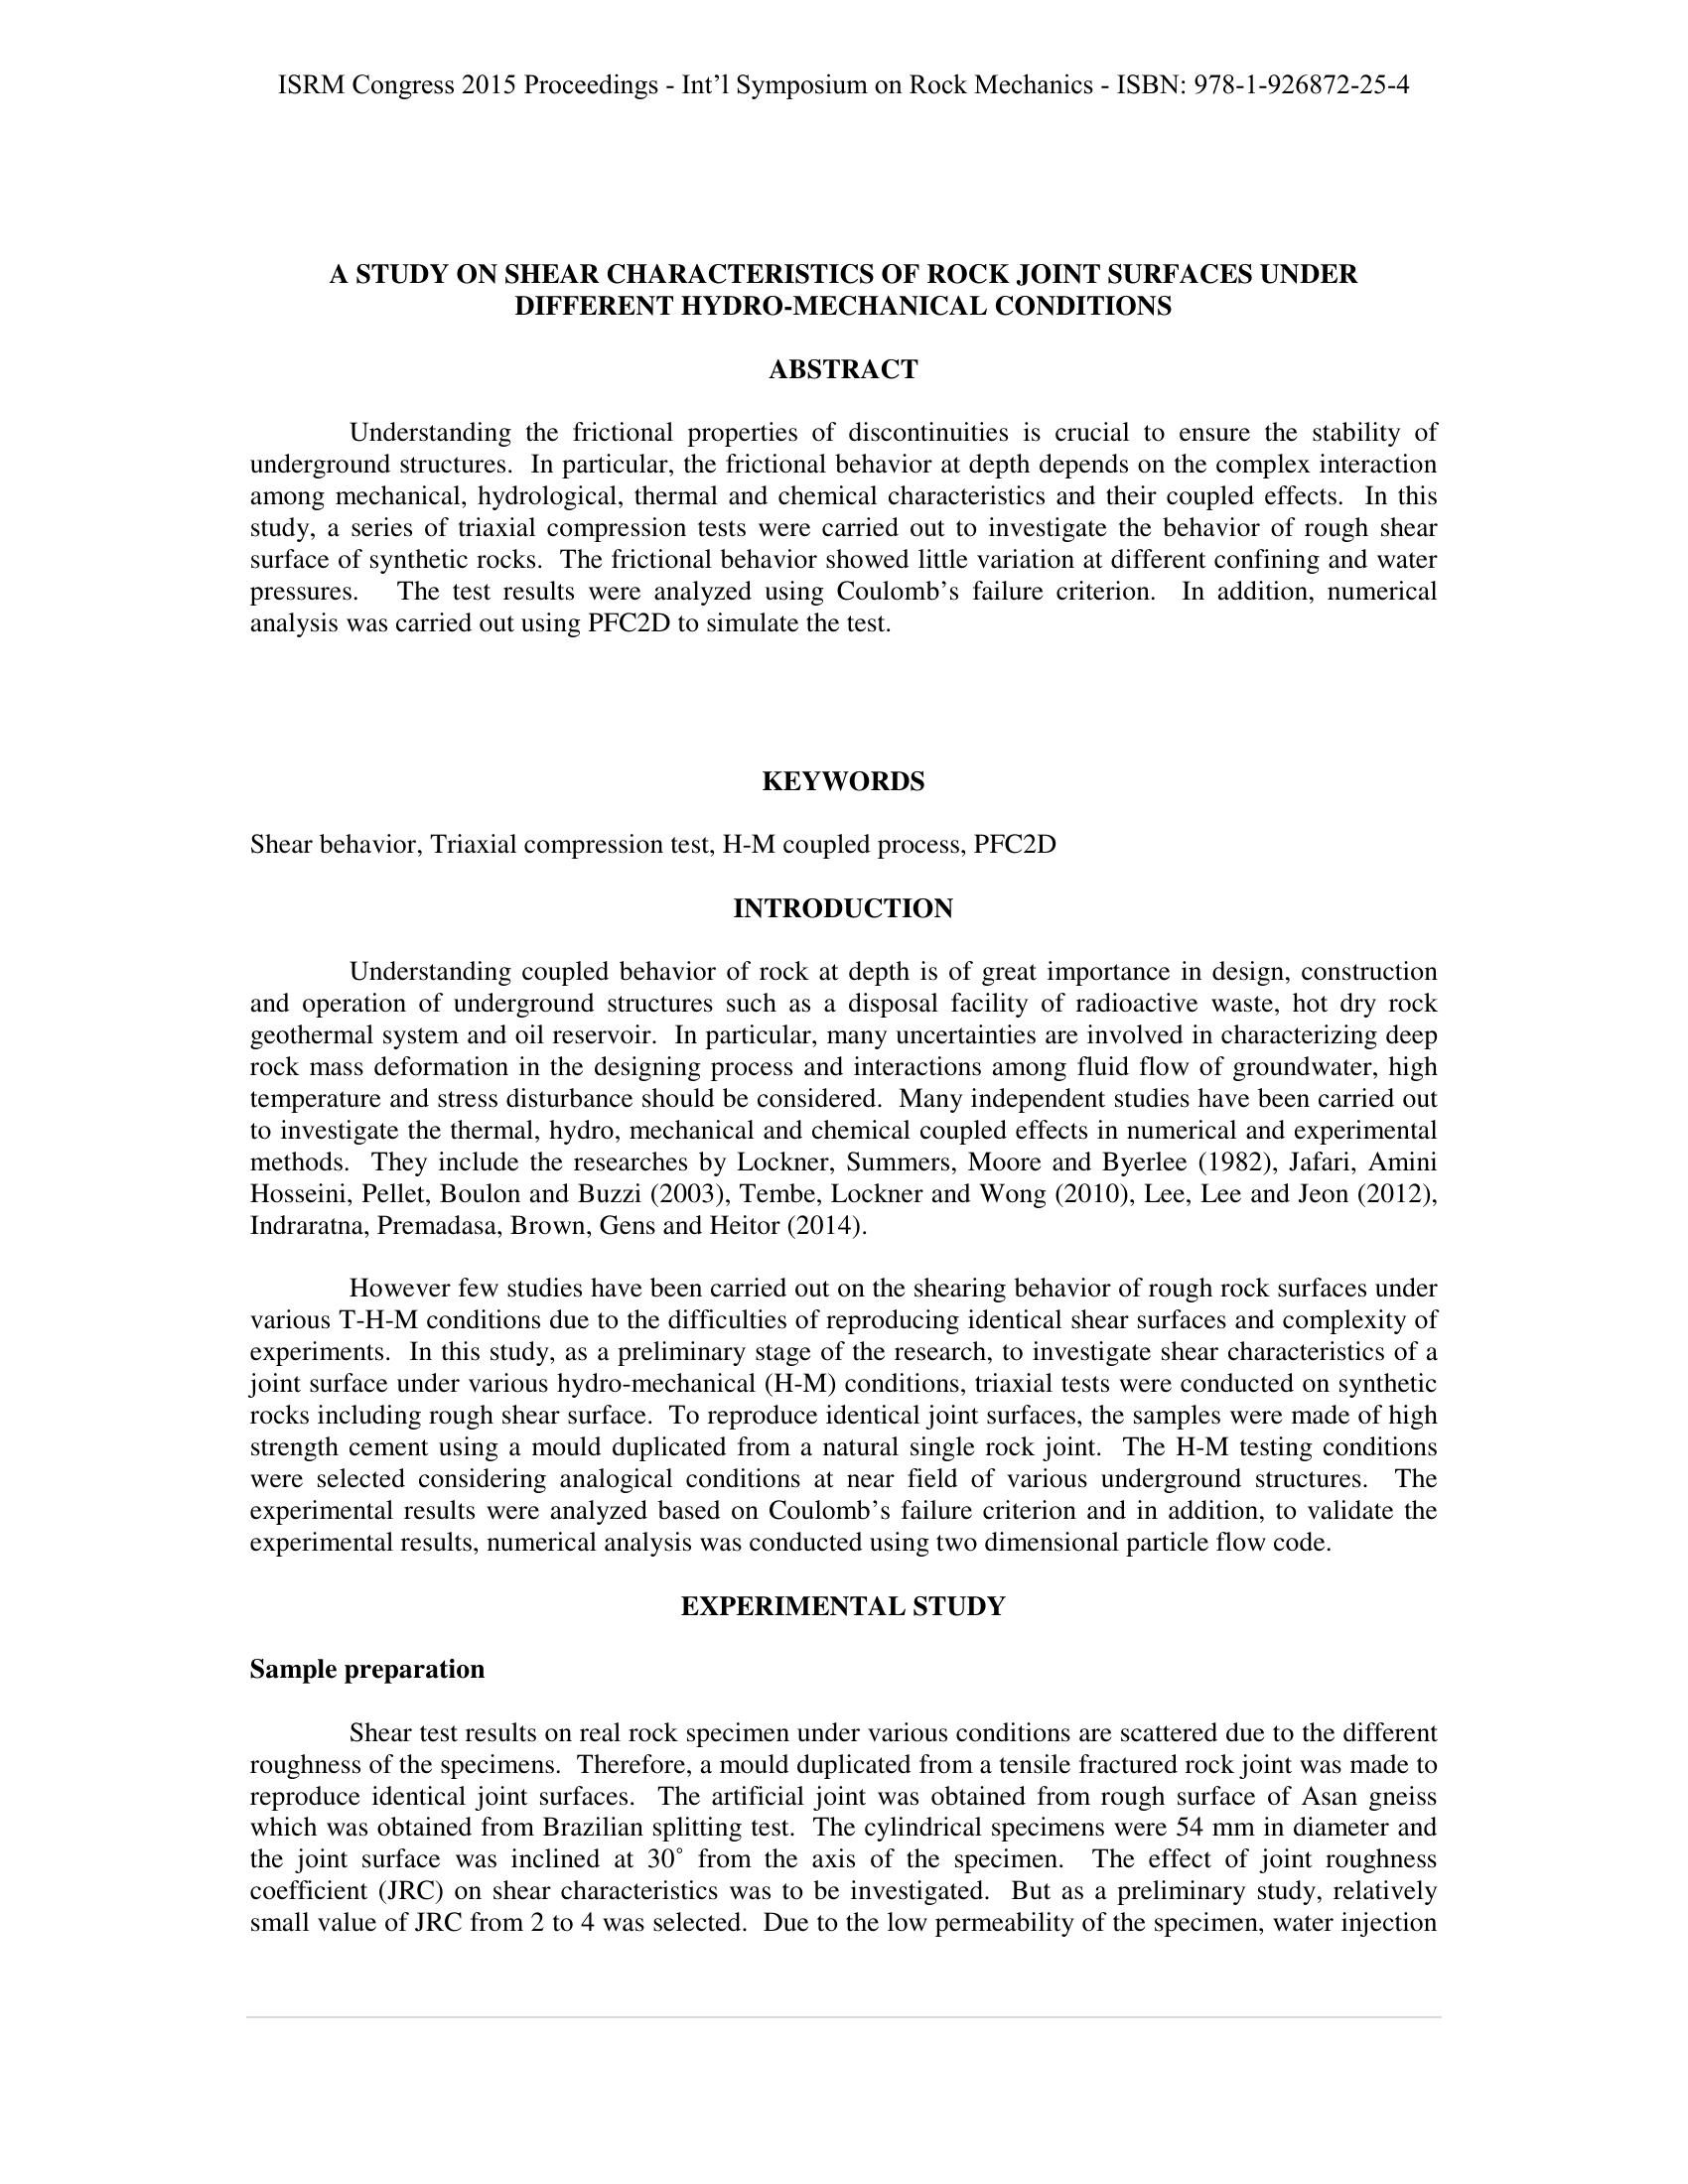 ISRM Congress 2015 Proceedings - Int’l Symposium on Rock Mechanics - ISBN: 978-1-926872-25-4
A STUDY ON SHEAR CHARACTERISTICS OF ROCK JOINT SURFACES UNDER
DIFFERENT HYDRO-MECHANICAL CONDITIONS
ABSTRACT
Understanding the frictional properties of discontinuities is crucial to ensure the stability of
underground structures. In particular, the frictional behavior at depth depends on the complex interaction
among mechanical, hydrological, thermal and chemical characteristics and their coupled effects. In this
study, a series of triaxial compression tests were carried out to investigate the behavior of rough shear
surface of synthetic rocks. The frictional behavior showed little variation at different confining and water
pressures. The test results were analyzed using Coulomb’s failure criterion. In addition, numerical
analysis was carried out using PFC2D to simulate the test.
KEYWORDS
Shear behavior, Triaxial compression test, H-M coupled process, PFC2D
INTRODUCTION
Understanding coupled behavior of rock at depth is of great importance in design, construction
and operation of underground structures such as a disposal facility of radioactive waste, hot dry rock
geothermal system and oil reservoir. In particular, many uncertainties are involved in characterizing deep
rock mass deformation in the designing process and interactions among fluid flow of groundwater, high
temperature and stress disturbance should be considered. Many independent studies have been carried out
to investigate the thermal, hydro, mechanical and chemical coupled effects in numerical and experimental
methods. They include the researches by Lockner, Summers, Moore and Byerlee (1982), Jafari, Amini
Hosseini, Pellet, Boulon and Buzzi (2003), Tembe, Lockner and Wong (2010), Lee, Lee and Jeon (2012),
Indraratna, Premadasa, Brown, Gens and Heitor (2014).
However few studies have been carried out on the shearing behavior of rough rock surfaces under
various T-H-M conditions due to the difficulties of reproducing identical shear surfaces and complexity of
experiments. In this study, as a preliminary stage of the research, to investigate shear characteristics of a
joint surface under various hydro-mechanical (H-M) conditions, triaxial tests were conducted on synthetic
rocks including rough shear surface. To reproduce identical joint surfaces, the samples were made of high
strength cement using a mould duplicated from a natural single rock joint. The H-M testing conditions
were selected considering analogical conditions at near field of various underground structures. The
experimental results were analyzed based on Coulomb’s failure criterion and in addition, to validate the
experimental results, numerical analysis was conducted using two dimensional particle flow code.
EXPERIMENTAL STUDY
Sample preparation
Shear test results on real rock specimen under various conditions are scattered due to the different
roughness of the specimens. Therefore, a mould duplicated from a tensile fractured rock joint was made to
reproduce identical joint surfaces. The artificial joint was obtained from rough surface of Asan gneiss
which was obtained from Brazilian splitting test. The cylindrical specimens were 54 mm in diameter and
the joint surface was inclined at 30˚ from the axis of the specimen. The effect of joint roughness
coefficient (JRC) on shear characteristics was to be investigated. But as a preliminary study, relatively
small value of JRC from 2 to 4 was selected. Due to the low permeability of the specimen, water injection